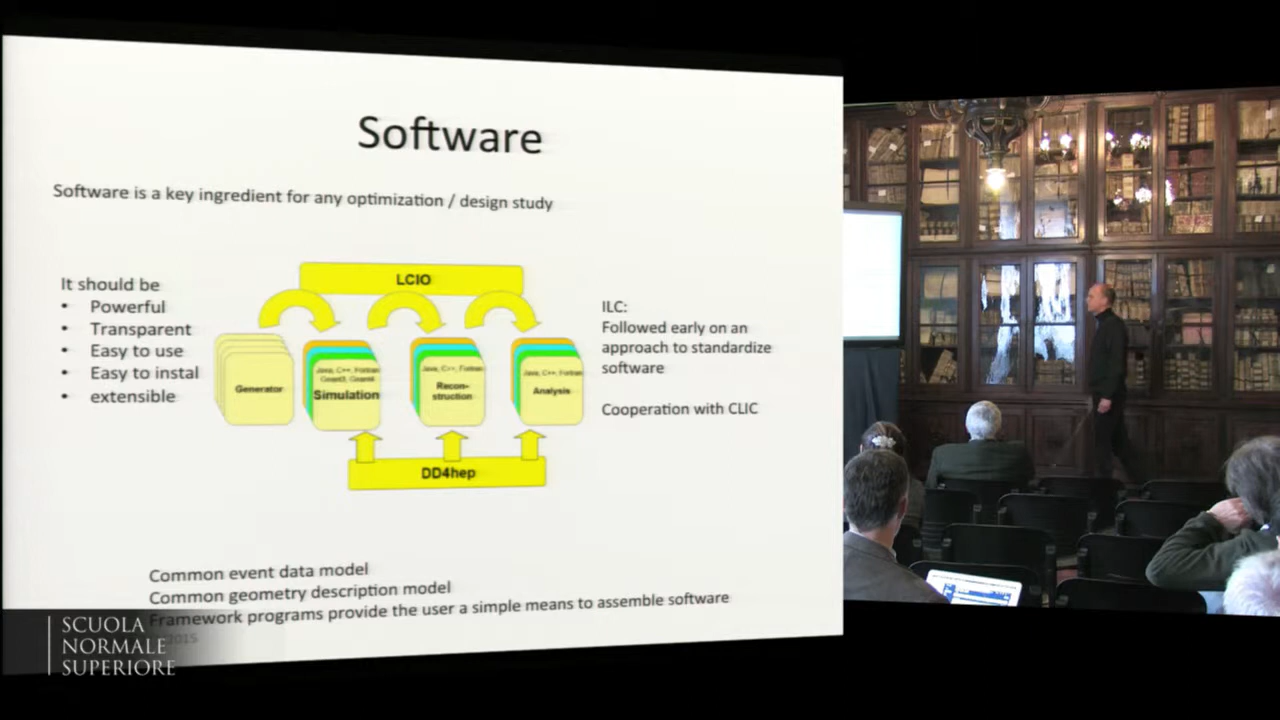 Software
Software is a key ingredient for any optimization / design study
It should be
• Powerful
• Transparent
• Easy to use
• Easy to instal
• extensible
LCIO
Generator
Java, C++, Fortran
Geant3, Geant4
Simulation
Java, C++, Fortran
Recon-
struction
Java, C++, Fortran
Analysis
DD4hep
ILC:
Followed early on an
approach to standardize
software
Cooperation with CLIC
Common event data model
Common geometry description model
Framework programs provide the user a simple means to assemble software
2015
SCUOLA
NORMALE
SUPERIORE